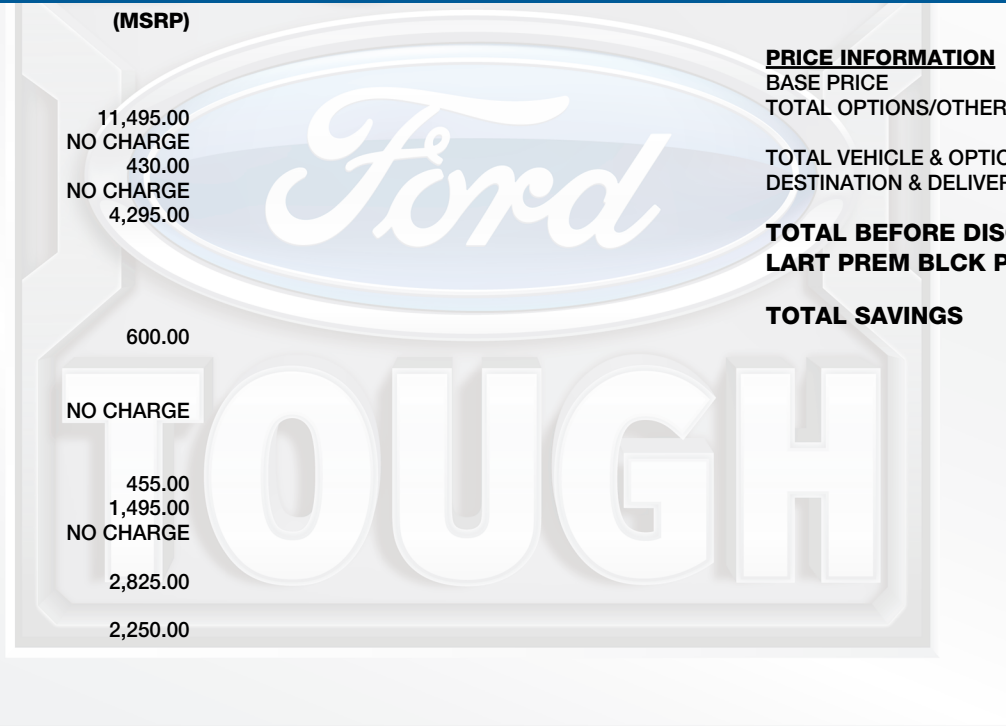 (MSRP)
11,495.00
NO CHARGE
430.00
NO CHARGE
4,295.00
600.00
NO CHARGE
455.00
1,495.00
NO CHARGE
2,825.00
2,250.00
PRICE INFORMATION
BASE PRICE
TOTAL OPTIONS/OTHER
TOTAL VEHICLE & OPTIO
DESTINATION & DELIVER
TOTAL BEFORE DIS
LART PREM BLCK P
TOTAL SAVINGS
Ford
TOUGH